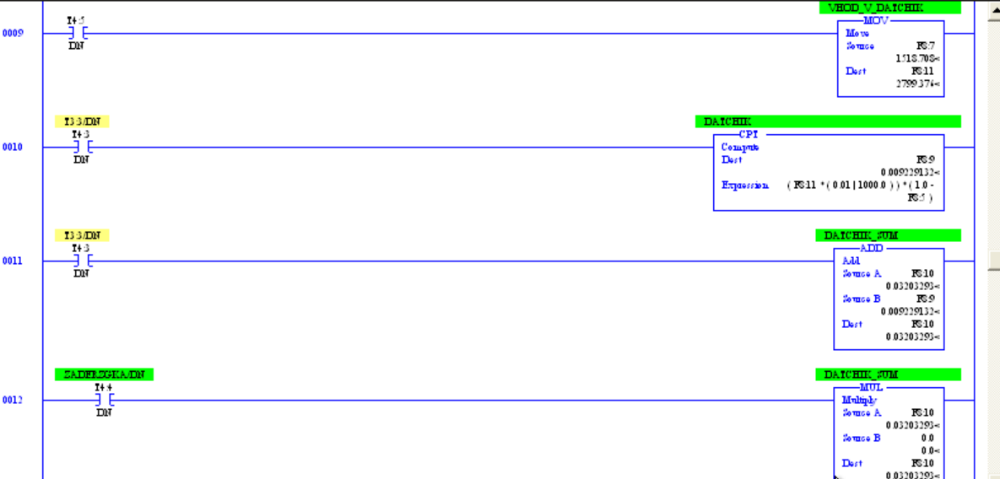 VHOD_V_DATCHIK
T4:5
MOV
0009
DN
Move
Source F8:7
1518.708<
Dest F8:11
2799.376<
T3:3/DN
DATCHIK
T4:3
CPT
0010
DN
Compute
Dest F8:9
0.009229132<
Expression ( F8:11 * ( 0.01 | 1000.0 ) ) * ( 1.0 -
F8:5 )
T3:3/DN
DATCHIK_SUM
T4:3
ADD
0011
DN
Add
Source A F8:10
0.03203293<
Source B F8:9
0.009229132<
Dest F8:10
0.03203293<
ZADERZGKA/DN
DATCHIK_SUM
T4:4
MUL
0012
DN
Multiply
Source A F8:10
0.03203293<
Source B 0.0
0.0<
Dest F8:10
0.03203293<